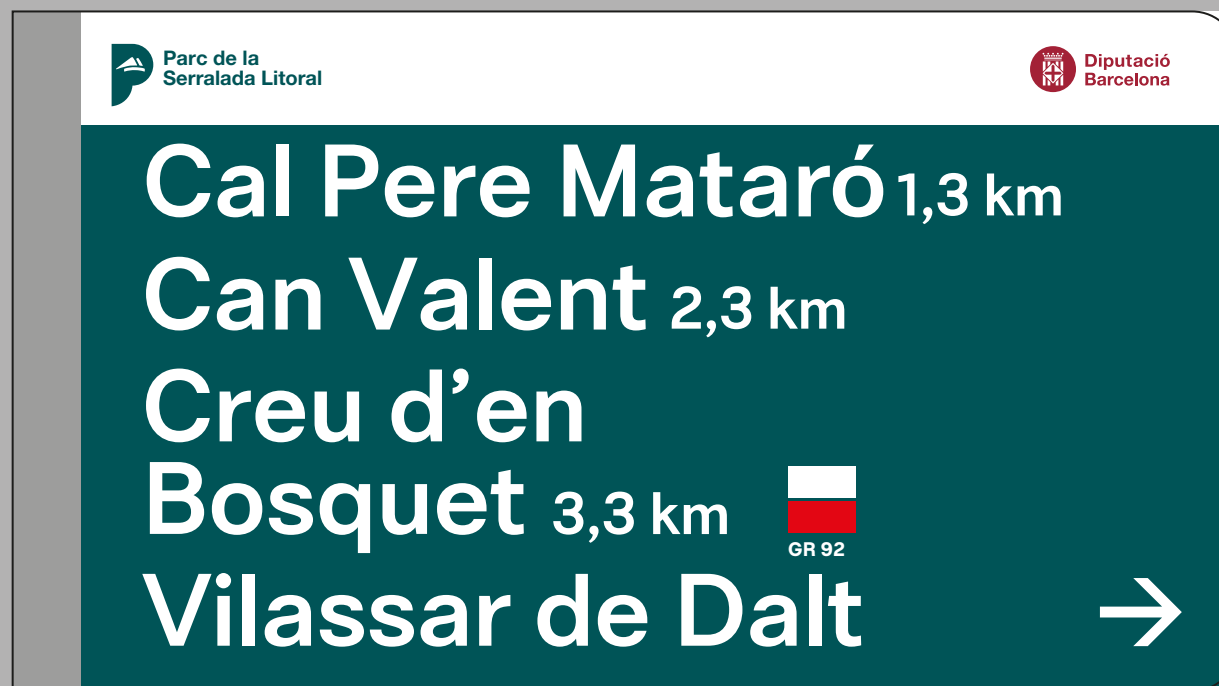 Parc de la
Serralada Litoral
Diputació
Barcelona
Cal Pere Mataró 1,3 km
Can Valent 2,3 km
Creu d’en
Bosquet 3,3 km
GR 92
Vilassar de Dalt